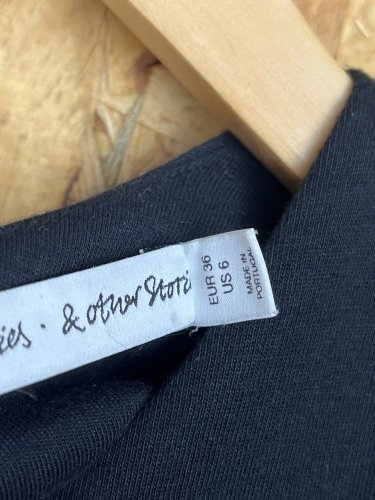 ies. & other Stori
EUR 36
US 6
MADE IN
PORTUGAL